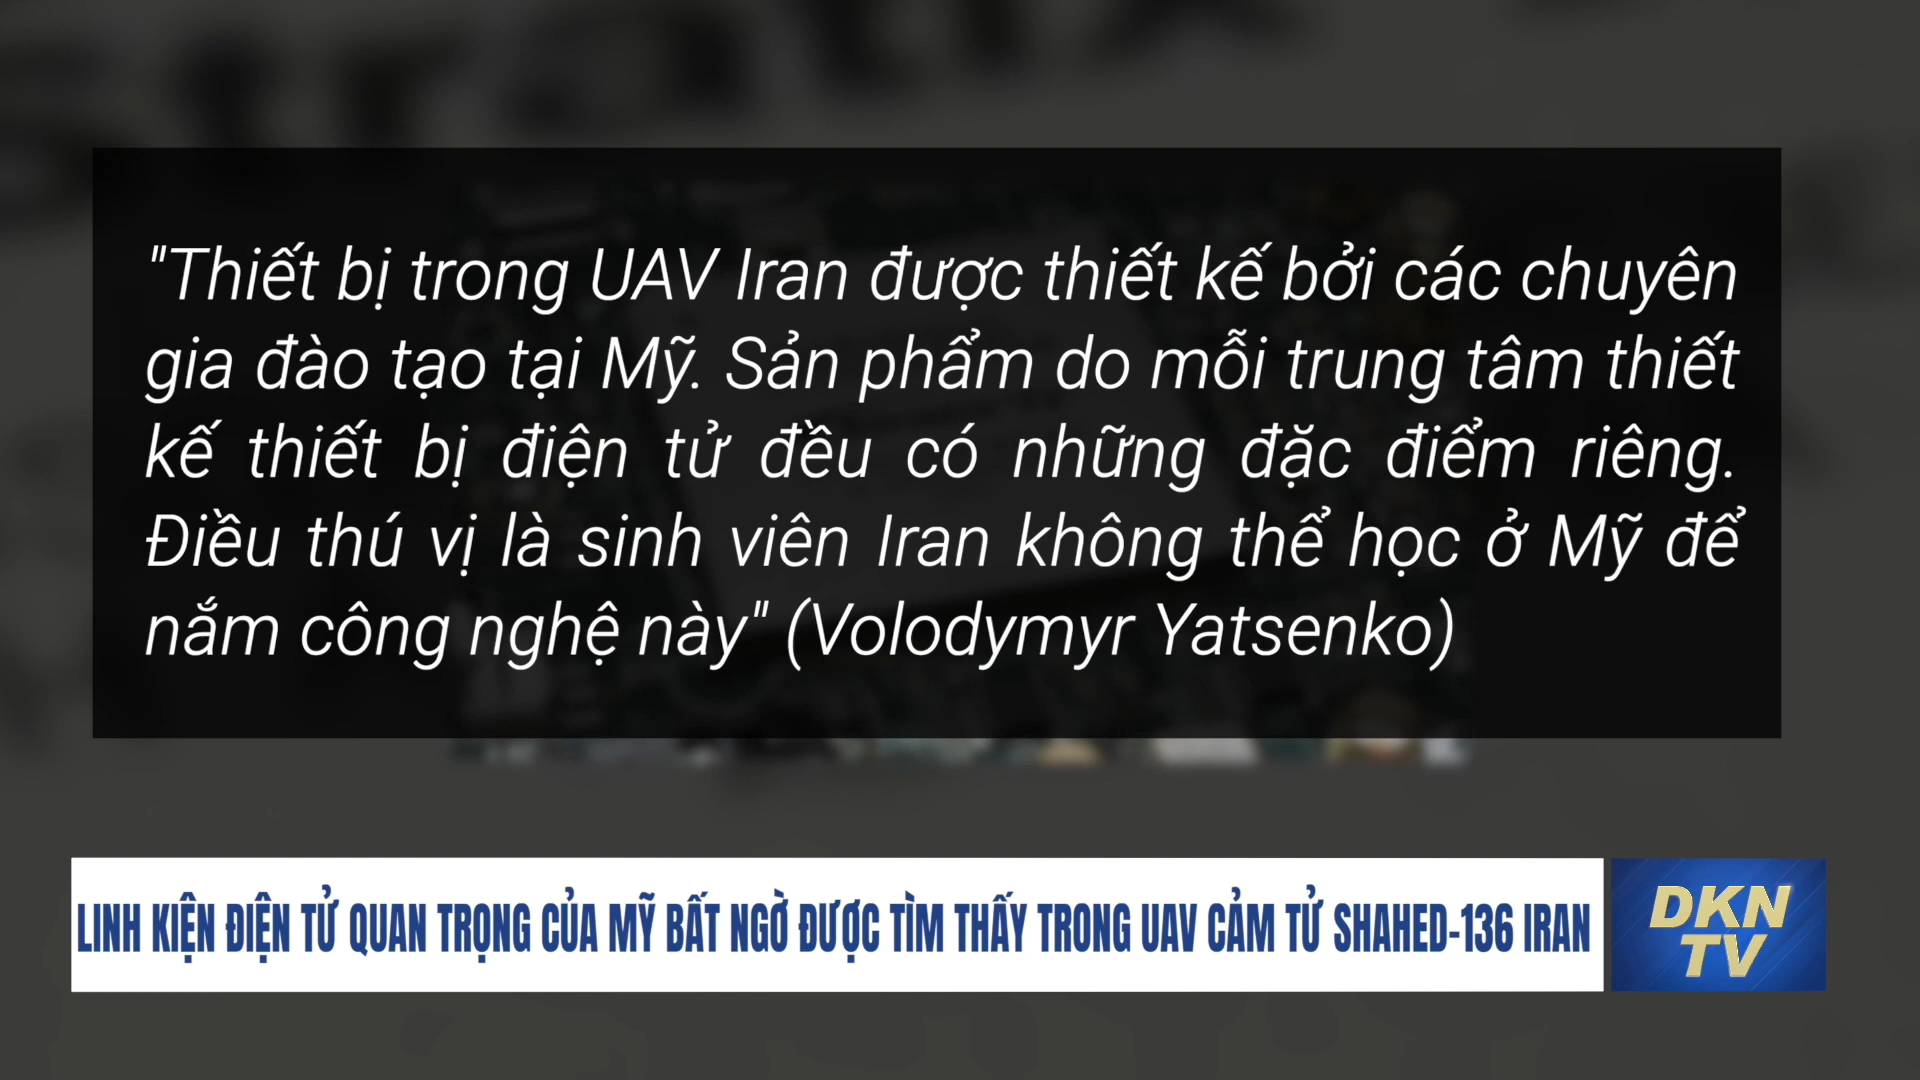 "Thiết bị trong UAV Iran được thiết kế bởi các chuyên
gia đào tạo tại Mỹ. Sản phẩm do mỗi trung tâm thiết
kế thiết bị điện tử đều có những đặc điểm riêng.
Điều thú vị là sinh viên Iran không thể học ở Mỹ để
nắm công nghệ này" (Volodymyr Yatsenko)
LINH KIỆN ĐIỆN TỬ QUAN TRỌNG CỦA MỸ BẤT NGỜ ĐƯỢC TÌM THẤY TRONG UAV CẢM TỬ SHAHED-136 IRAN
DKN
TV